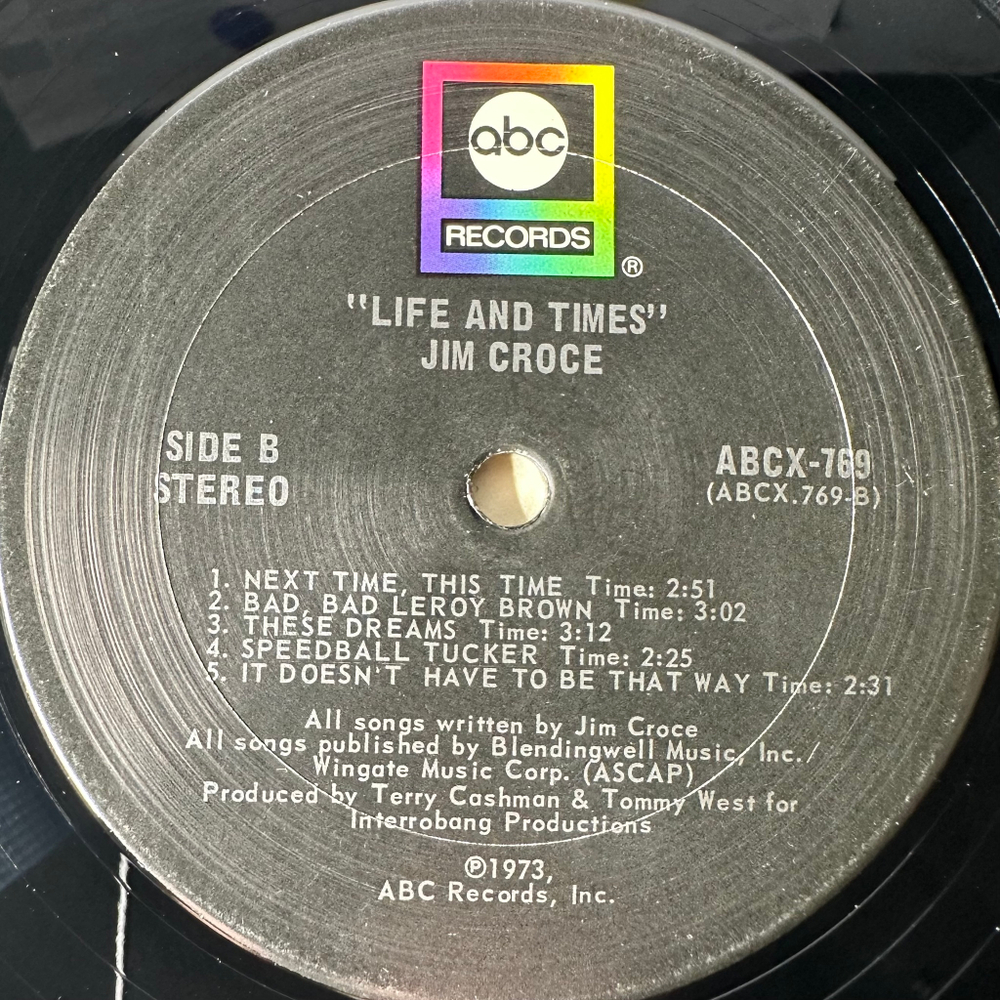 abc
RECORDS
®
"LIFE AND TIMES"
JIM CROCE
SIDE B
STEREO
ABCX-769
(ABCX.769-B)
1. NEXT TIME, THIS TIME Time: 2:51
2. BAD, BAD LEROY BROWN Time: 3:02
3. THESE DREAMS Time: 3:12
4. SPEEDBALL TUCKER Time: 2:25
5. IT DOESN'T HAVE TO BE THAT WAY Time: 2:31
All songs written by Jim Croce
All songs published by Blendingwell Music, Inc./
Wingate Music Corp. (ASCAP)
Produced by Terry Cashman & Tommy West for
Interrobang Productions
℗1973,
ABC Records, Inc.